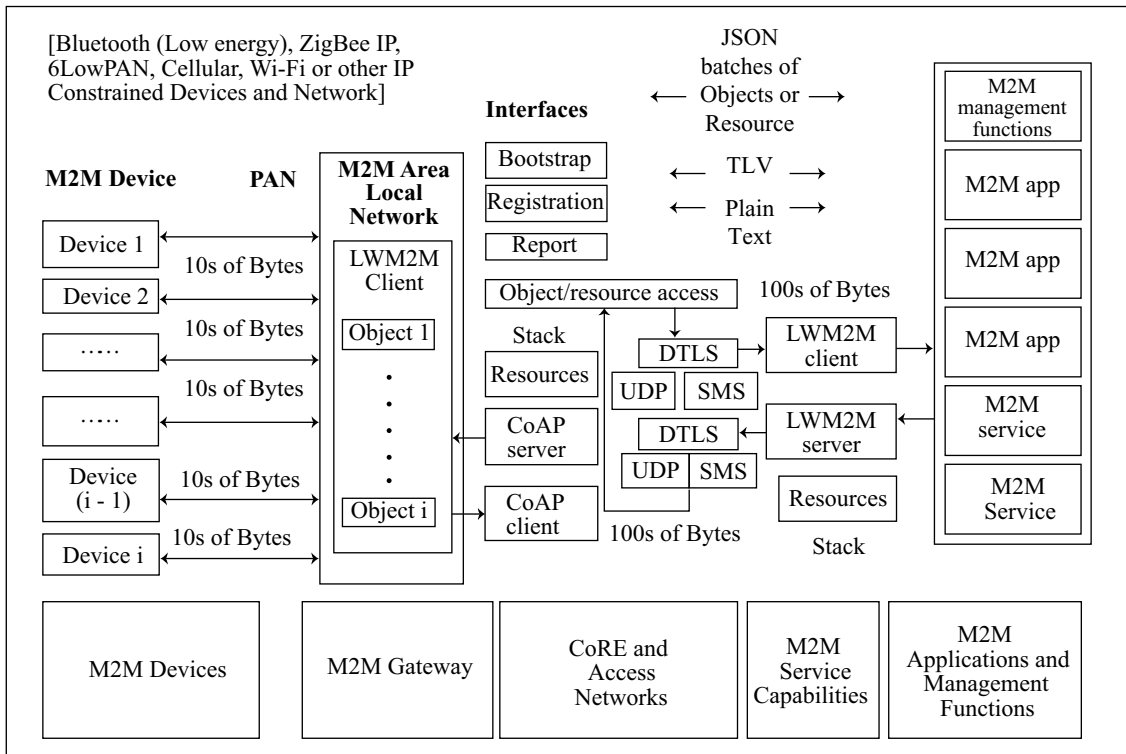 [Bluetooth (Low energy), ZigBee IP,
6LowPAN, Cellular, Wi-Fi or other IP
Constrained Devices and Network]
JSON
batches of
Objects or
Resource
TLV
Plain
Text
Interfaces
Bootstrap
Registration
Report
Object/resource access
M2M Device
PAN
M2M Area
Local
Network
Device 1
10s of Bytes
Device 2
10s of Bytes
······
10s of Bytes
······
Device
(i - 1)
10s of Bytes
Device i
10s of Bytes
LWM2M
Client
Object 1
Object i
Stack
Resources
CoAP
server
CoAP
client
DTLS
UDP
SMS
DTLS
UDP
SMS
100s of Bytes
100s of Bytes
LWM2M
client
LWM2M
server
Resources
Stack
M2M
management
functions
M2M app
M2M app
M2M app
M2M
service
M2M
Service
M2M Devices
M2M Gateway
CoRE and
Access
Networks
M2M
Service
Capabilities
M2M
Applications and
Management
Functions